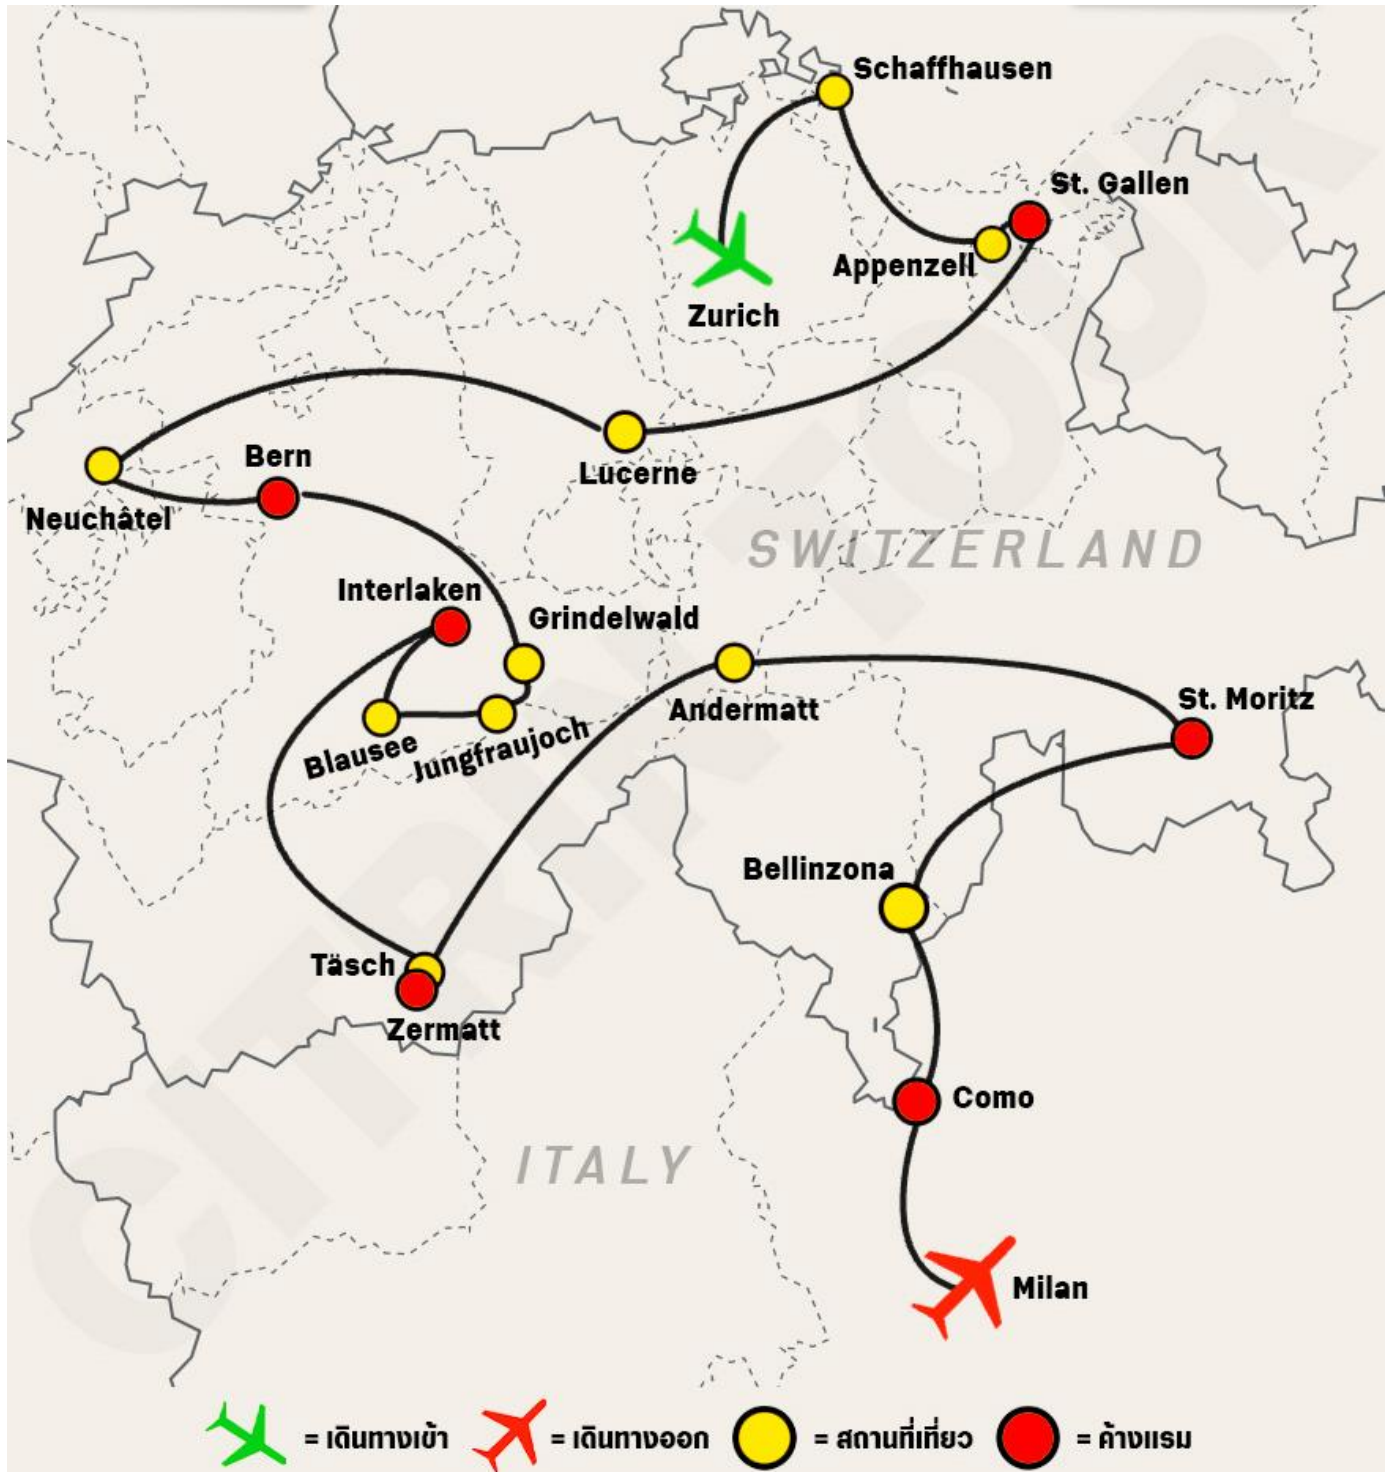 Schaffhausen
St. Gallen
Appenzell
Zurich
Bern
Lucerne
Neuchâtel
SWITZERLAND
Interlaken
Grindelwald
Andermatt
St. Moritz
Blausee
Jungfraujoch
Bellinzona
Täsch
Zermatt
Como
ITALY
Milan
CITRIN TOUR
= เดินทางเข้า = เดินทางออก = สถานที่เที่ยว = ค้างแรม